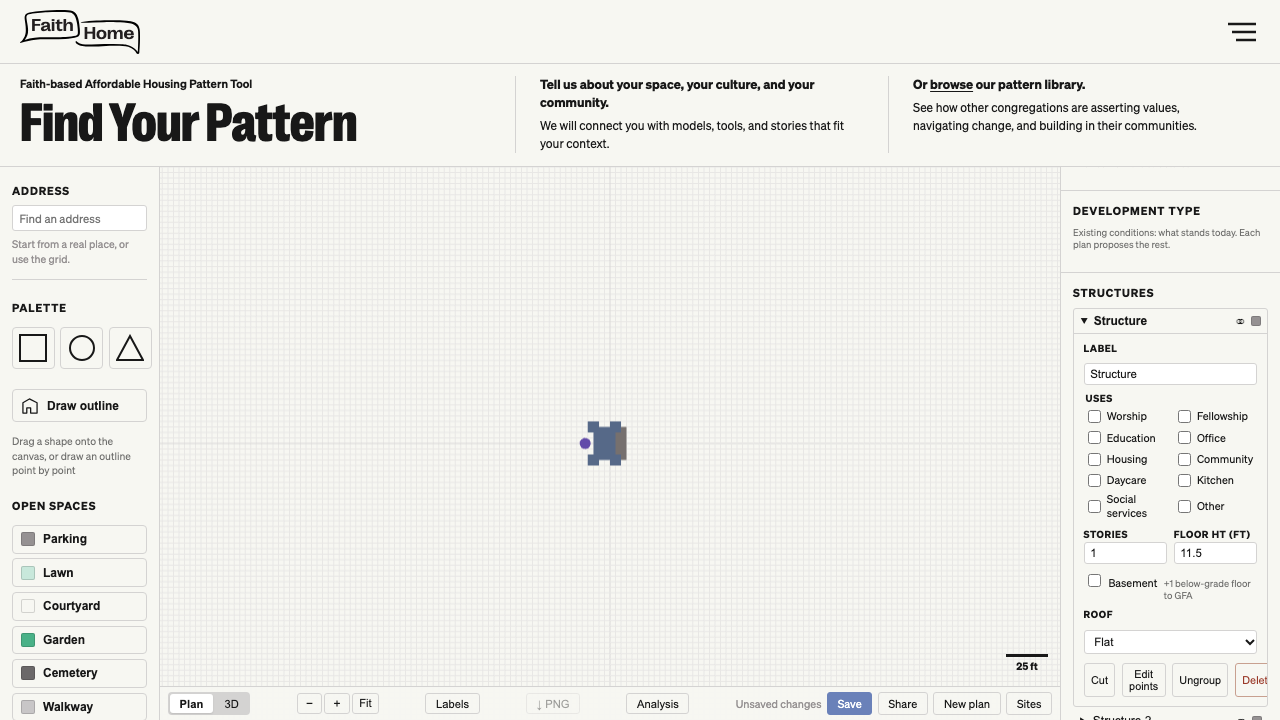 Faith
Home
Faith-based Affordable Housing Pattern Tool
Find Your Pattern
Tell us about your space, your culture, and your
community.
We will connect you with models, tools, and stories that fit
your context.
Or browse our pattern library.
See how other congregations are asserting values,
navigating change, and building in their communities.
ADDRESS
Find an address
Start from a real place, or
use the grid.
PALETTE
Draw outline
Drag a shape onto the
canvas, or draw an outline
point by point
OPEN SPACES
Parking
Lawn
Courtyard
Garden
Cemetery
Walkway
25 ft
Plan 3D
− + Fit
Labels
↓ PNG
Analysis
Unsaved changes
Save
Share
New plan
Sites
DEVELOPMENT TYPE
Existing conditions: what stands today. Each
plan proposes the rest.
STRUCTURES
Structure
LABEL
Structure
USES
Worship Fellowship
Education Office
Housing Community
Daycare Kitchen
Social
services Other
STORIES FLOOR HT (FT)
1 11.5
Basement +1 below-grade floor
to GFA
ROOF
Flat
Cut
Edit
points
Ungroup